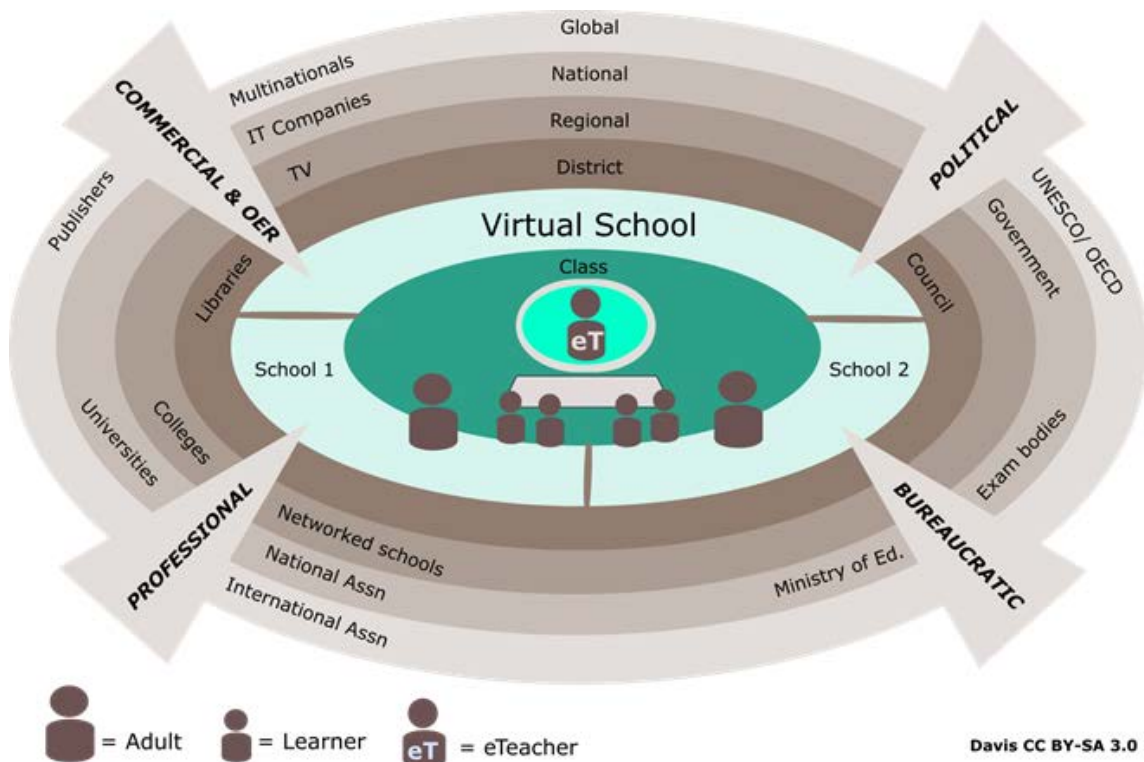 Global
Multinationals
National
IT Companies
Regional
TV
District
COMMERCIAL & OER
POLITICAL
Publishers
Libraries
Virtual School
Class
eT
Council
Government
UNESCO/ OECD
School 1
School 2
Universities
Colleges
Exam bodies
PROFESSIONAL
Networked schools
National Assn
International Assn
Ministry of Ed.
BUREAUCRATIC
= Adult
= Learner
eT = eTeacher
Davis CC BY-SA 3.0